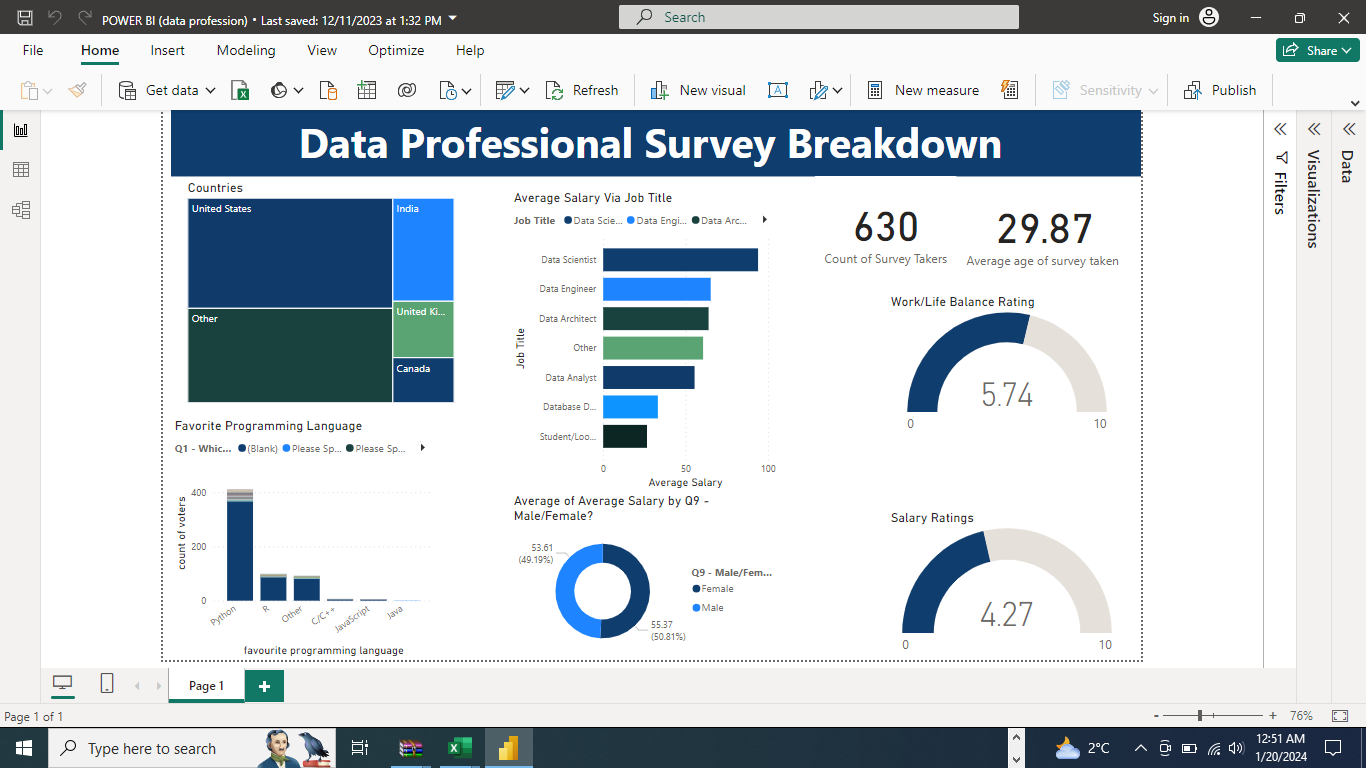 POWER BI (data profession) • Last saved: 12/11/2023 at 1:32 PM
Search
Sign in
File
Home
Insert
Modeling
View
Optimize
Help
Share
Get data
Refresh
New visual
New measure
Sensitivity
Publish
Data Professional Survey Breakdown
Countries
United States
India
Other
United Ki...
Canada
Average Salary Via Job Title
Job Title
Data Scie...
Data Engi...
Data Arc...
Job Title
Data Scientist
Data Engineer
Data Architect
Other
Data Analyst
Database D...
Student/Loo...
0
50
100
Average Salary
630
Count of Survey Takers
29.87
Average age of survey taken
Work/Life Balance Rating
5.74
0
10
Favorite Programming Language
Q1 - Whic...
(Blank)
Please Sp...
Please Sp...
count of voters
400
200
0
Python
R
Other
C/C++
JavaScript
Java
favourite programming language
Average of Average Salary by Q9 -
Male/Female?
53.61
(49.19%)
55.37
(50.81%)
Q9 - Male/Fem...
Female
Male
Salary Ratings
4.27
0
10
Filters
Visualizations
Data
Page 1
Page 1 of 1
76%
Type here to search
2°C
12:51 AM
1/20/2024